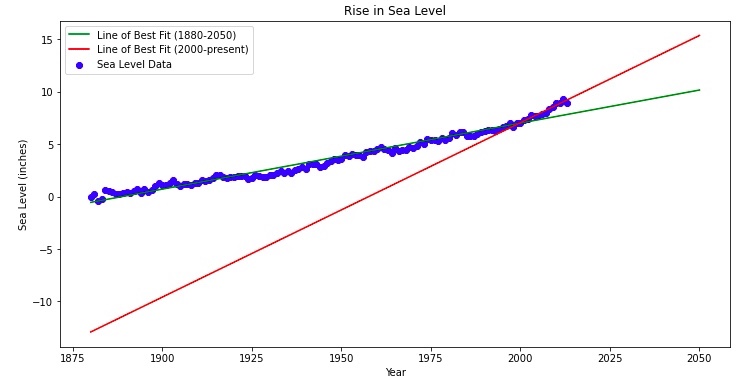 Rise in Sea Level
Line of Best Fit (1880-2050)
Line of Best Fit (2000-present)
Sea Level Data
Sea Level (inches)
15
10
5
0
−5
−10
1875
1900
1925
1950
1975
2000
2025
2050
Year